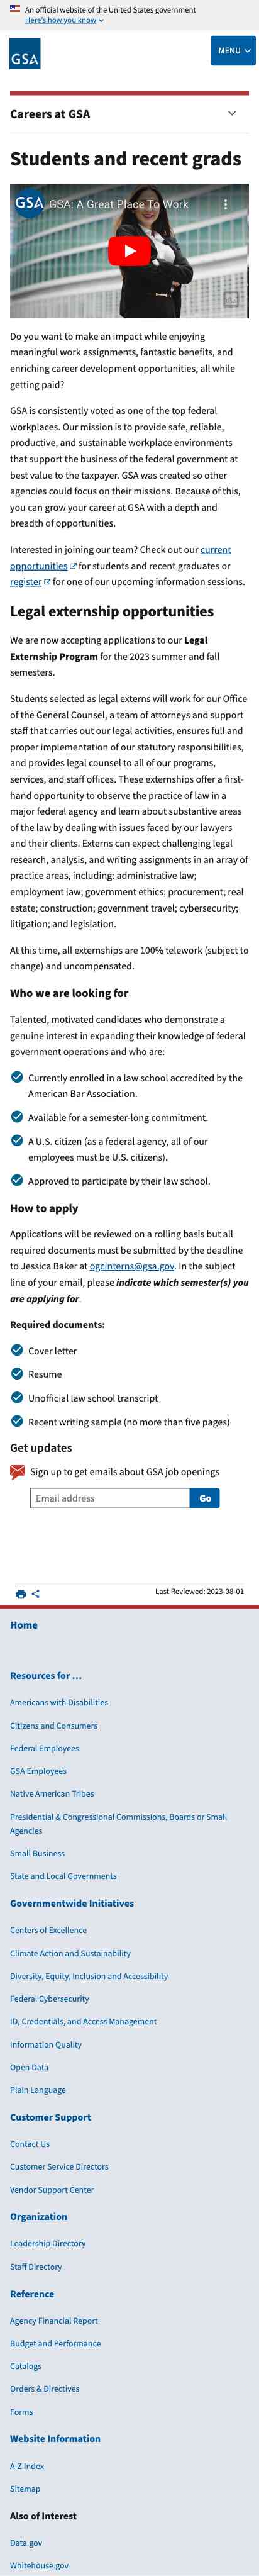 An official website of the United States government
Here's how you know
GSA
MENU
Careers at GSA
Students and recent grads
GSA
GSA: A Great Place To Work
Do you want to make an impact while enjoying
meaningful work assignments, fantastic benefits, and
enriching career development opportunities, all while
getting paid?
GSA is consistently voted as one of the top federal
workplaces. Our mission is to provide safe, reliable,
productive, and sustainable workplace environments
that support the business of the federal government at
best value to the taxpayer. GSA was created so other
agencies could focus on their missions. Because of this,
you can grow your career at GSA with a depth and
breadth of opportunities.
Interested in joining our team? Check out our current
opportunities for students and recent graduates or
register for one of our upcoming information sessions.
Legal externship opportunities
We are now accepting applications to our Legal
Externship Program for the 2023 summer and fall
semesters.
Students selected as legal externs will work for our Office
of the General Counsel, a team of attorneys and support
staff that carries out our legal activities, ensures full and
proper implementation of our statutory responsibilities,
and provides legal counsel to all of our programs,
services, and staff offices. These externships offer a first-
hand opportunity to observe the practice of law in a
major federal agency and learn about substantive areas
of the law by dealing with issues faced by our lawyers
and their clients. Externs can expect challenging legal
research, analysis, and writing assignments in an array of
practice areas, including: administrative law;
employment law; government ethics; procurement; real
estate; construction; government travel; cybersecurity;
litigation; and legislation.
At this time, all externships are 100% telework (subject to
change) and uncompensated.
Who we are looking for
Talented, motivated candidates who demonstrate a
genuine interest in expanding their knowledge of federal
government operations and who are:
Currently enrolled in a law school accredited by the
American Bar Association.
Available for a semester-long commitment.
A U.S. citizen (as a federal agency, all of our
employees must be U.S. citizens).
Approved to participate by their law school.
How to apply
Applications will be reviewed on a rolling basis but all
required documents must be submitted by the deadline
to Jessica Baker at ogcinterns@gsa.gov. In the subject
line of your email, please indicate which semester(s) you
are applying for.
Required documents:
Cover letter
Resume
Unofficial law school transcript
Recent writing sample (no more than five pages)
Get updates
Sign up to get emails about GSA job openings
Email address
Go
Last Reviewed: 2023-08-01
Home
Resources for …
Americans with Disabilities
Citizens and Consumers
Federal Employees
GSA Employees
Native American Tribes
Presidential & Congressional Commissions, Boards or Small
Agencies
Small Business
State and Local Governments
Governmentwide Initiatives
Centers of Excellence
Climate Action and Sustainability
Diversity, Equity, Inclusion and Accessibility
Federal Cybersecurity
ID, Credentials, and Access Management
Information Quality
Open Data
Plain Language
Customer Support
Contact Us
Customer Service Directors
Vendor Support Center
Organization
Leadership Directory
Staff Directory
Reference
Agency Financial Report
Budget and Performance
Catalogs
Orders & Directives
Forms
Website Information
A-Z Index
Sitemap
Also of Interest
Data.gov
Whitehouse.gov